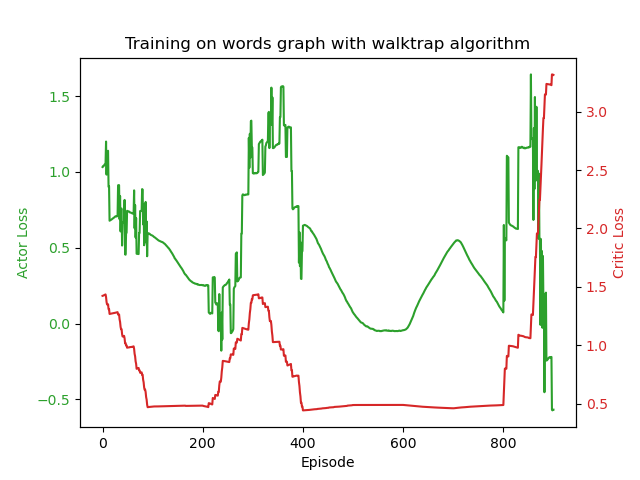 Training on words graph with walktrap algorithm
Actor Loss
1.5
1.0
0.5
0.0
−0.5
3.0
2.5
2.0
1.5
1.0
0.5
Critic Loss
0 200 400 600 800
Episode